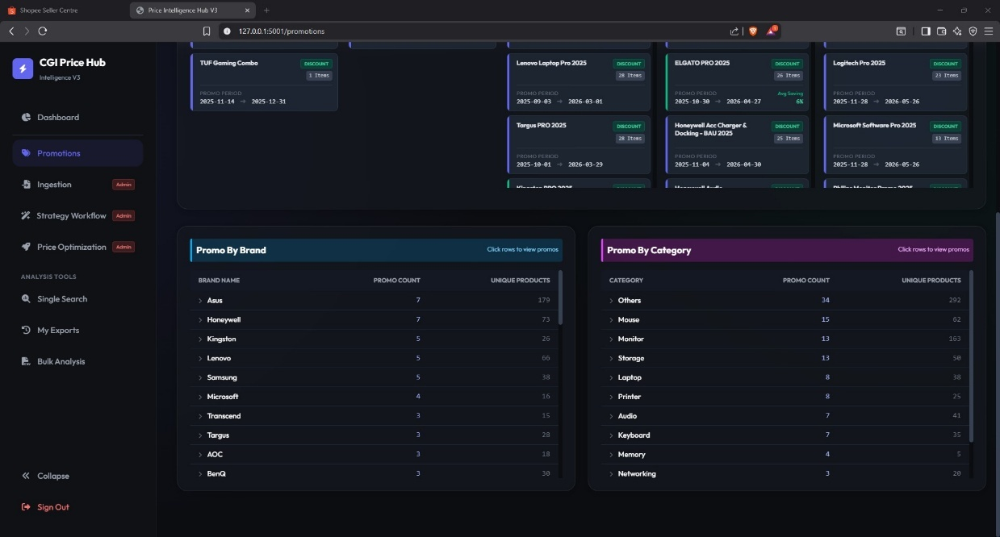 Shopee Seller Centre
Price Intelligence Hub V3
127.0.0.1:5001/promotions
CGI Price Hub
Intelligence V3
Dashboard
Promotions
Ingestion Admin
Strategy Workflow Admin
Price Optimization Admin
ANALYSIS TOOLS
Single Search
My Exports
Bulk Analysis
Collapse
Sign Out
TUF Gaming Combo DISCOUNT
1 Items
PROMO PERIOD
2025-11-14 → 2025-12-31
Lenovo Laptop Pro 2025 DISCOUNT
28 Items
PROMO PERIOD
2025-09-03 → 2026-03-01
Targus PRO 2025 DISCOUNT
28 Items
PROMO PERIOD
2025-10-01 → 2026-03-29
Kingston PRO 2025
ELGATO PRO 2025 DISCOUNT
26 Items
PROMO PERIOD Avg Saving
2025-10-30 → 2026-04-27 6%
Honeywell Acc Charger & DISCOUNT
Docking - BAU 2025 25 Items
PROMO PERIOD
2025-11-04 → 2026-04-30
Honeywell Audio
Logitech Pro 2025 DISCOUNT
23 Items
PROMO PERIOD
2025-11-28 → 2026-05-26
Microsoft Software Pro 2025 DISCOUNT
13 Items
PROMO PERIOD
2025-11-28 → 2026-05-26
Philips Monitor Promo 2025
Promo By Brand Click rows to view promos
BRAND NAME PROMO COUNT UNIQUE PRODUCTS
Asus 7 179
Honeywell 7 73
Kingston 5 26
Lenovo 5 66
Samsung 5 38
Microsoft 4 16
Transcend 3 15
Targus 3 28
AOC 3 18
BenQ 3 30
Promo By Category Click rows to view promos
CATEGORY PROMO COUNT UNIQUE PRODUCTS
Others 34 292
Mouse 15 62
Monitor 13 163
Storage 13 50
Laptop 8 38
Printer 8 25
Audio 7 41
Keyboard 7 35
Memory 4 5
Networking 3 20